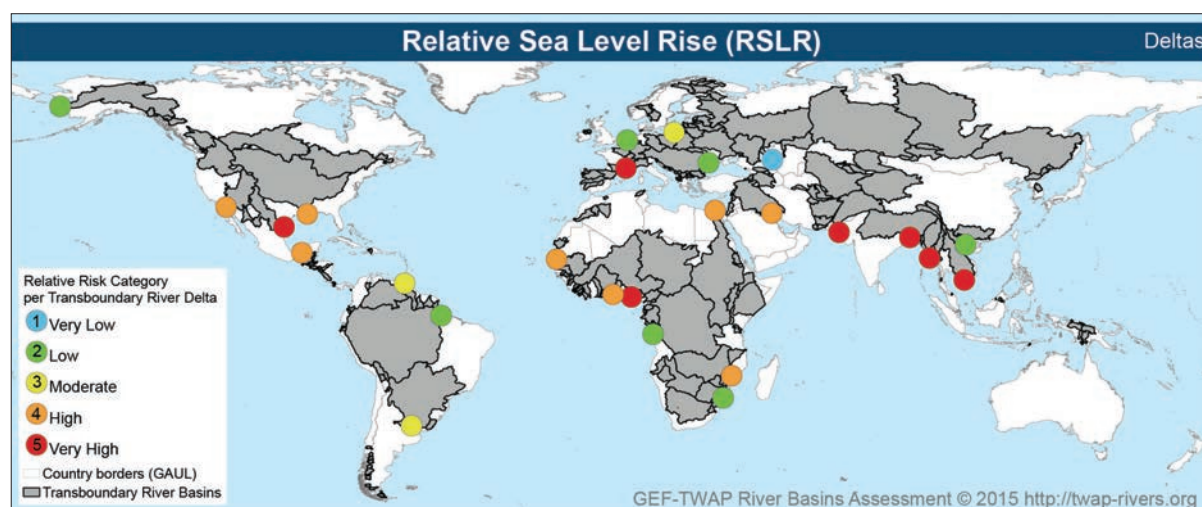 Relative Sea Level Rise (RSLR)
Deltas
Relative Risk Category
per Transboundary River Delta
1 Very Low
2 Low
3 Moderate
4 High
5 Very High
Country borders (GAUL)
Transboundary River Basins
GEF-TWAP River Basins Assessment © 2015 http://twap-rivers.org